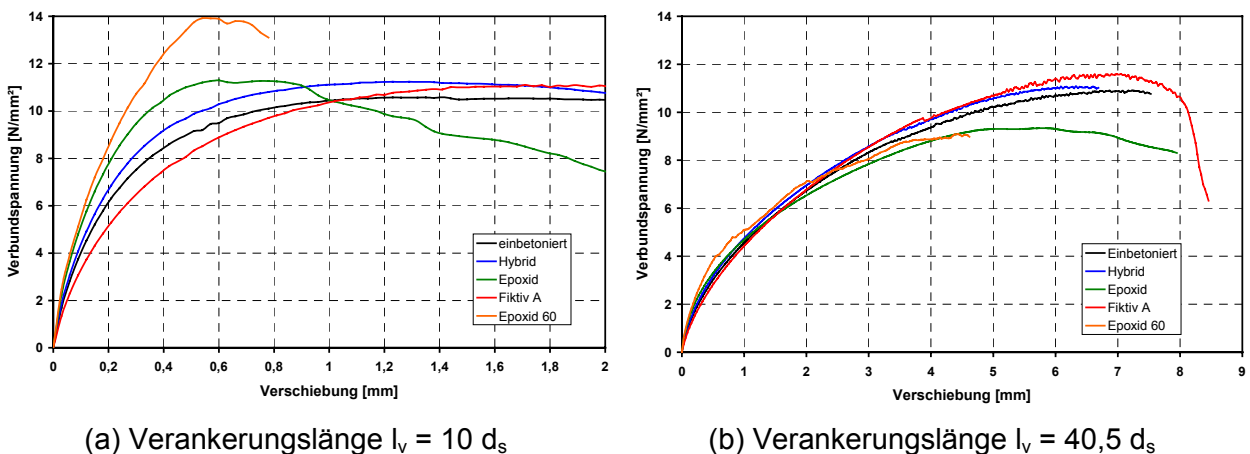 Verbundspannung [N/mm²]
14
12
10
8
6
4
2
0
0 0,2 0,4 0,6 0,8 1 1,2 1,4 1,6 1,8 2
Verschiebung [mm]
einbetoniert
Hybrid
Epoxid
Fiktiv A
Epoxid 60
(a) Verankerungslänge lv = 10 ds
Verbundspannung [N/mm²]
14
12
10
8
6
4
2
0
0 1 2 3 4 5 6 7 8 9
Verschiebung [mm]
Einbetoniert
Hybrid
Epoxid
Fiktiv A
Epoxid 60
(b) Verankerungslänge lv = 40,5 ds